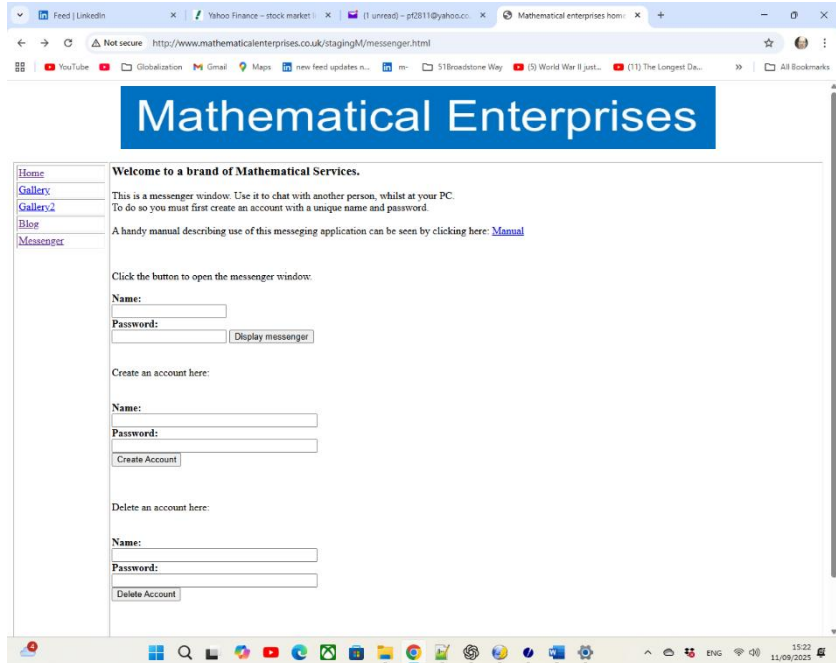 Feed | LinkedIn
Yahoo Finance – stock market li
(1 unread) – pf2811@yahoo.co.
Mathematical enterprises home
Not secure http://www.mathematicalenterprises.co.uk/stagingM/messenger.html
YouTube Globalization Gmail Maps new feed updates n... m- 51Broadstone Way (5) World War II just... (11) The Longest Da... » All Bookmarks
Mathematical Enterprises
Home
Gallery
Gallery2
Blog
Messenger
Welcome to a brand of Mathematical Services.
This is a messenger window. Use it to chat with another person, whilst at your PC.
To do so you must first create an account with a unique name and password.
A handy manual describing use of this messeging application can be seen by clicking here: Manual
Click the button to open the messenger window.
Name:
Password:
Display messenger
Create an account here:
Name:
Password:
Create Account
Delete an account here:
Name:
Password:
Delete Account
4
ENG
15:22
11/09/2025